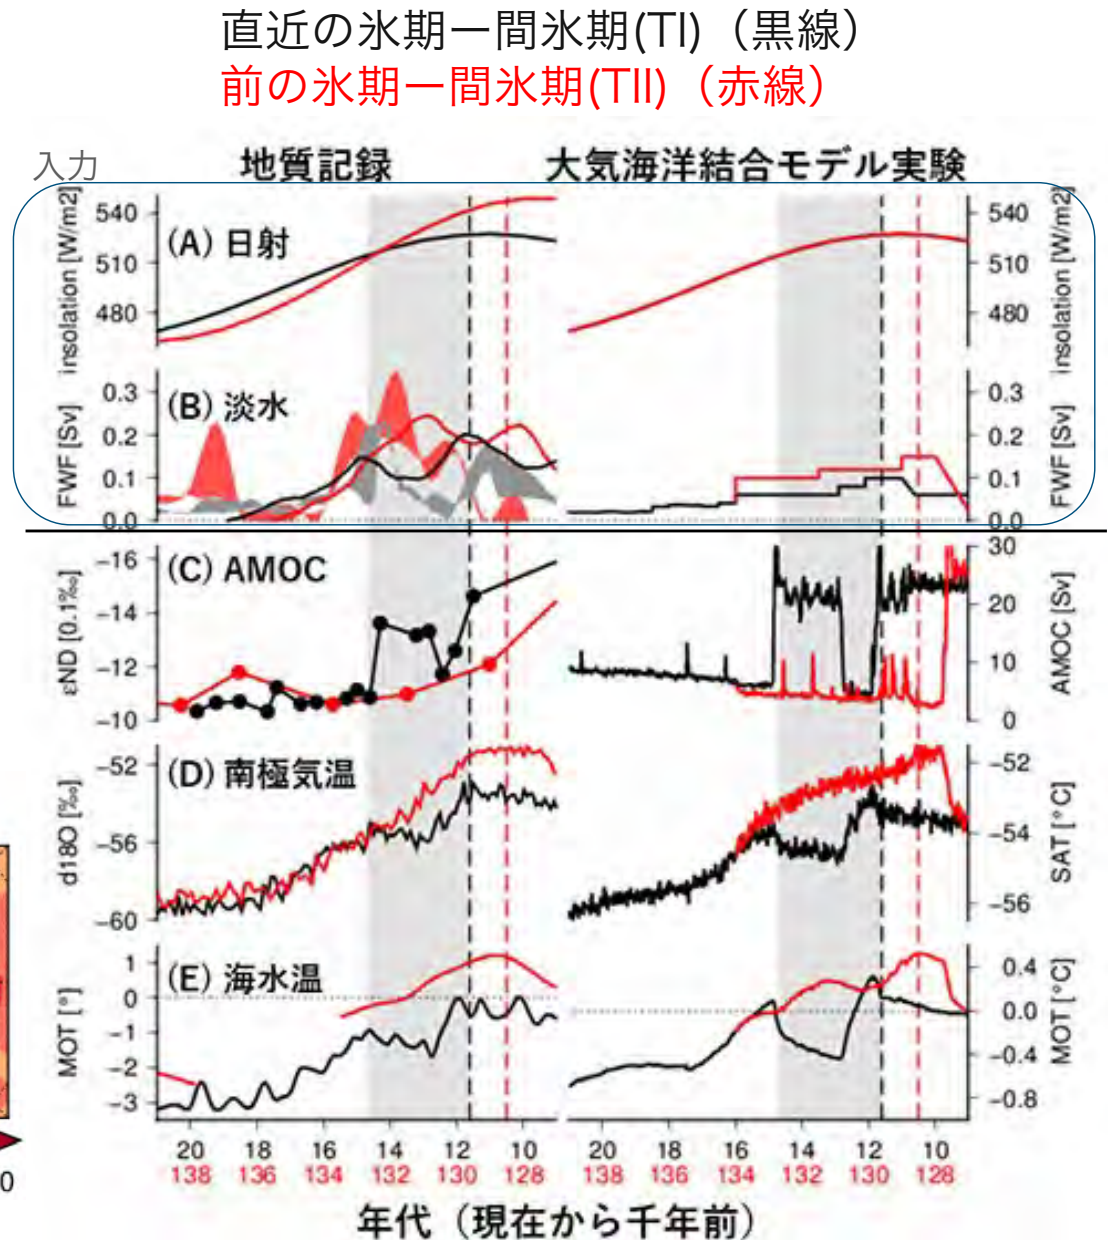 直近の氷期ー間氷期(TI)（黒線）
前の氷期ー間氷期(TII)（赤線）
入力
地質記録
大気海洋結合モデル実験
(A) 日射
insolation [W/m2]
540
510
480
540
510
480
insolation [W/m2]
(B) 淡水
FWF [Sv]
0.3
0.2
0.1
0.0
0.3
0.2
0.1
0.0
FWF [Sv]
(C) AMOC
εND [0.1‰]
−16
−14
−12
−10
30
20
10
0
AMOC [Sv]
(D) 南極気温
d18O [‰]
−52
−56
−60
−52
−54
−56
SAT [°C]
(E) 海水温
MOT [°]
1
0
−1
−2
−3
0.4
0.0
−0.4
−0.8
MOT [°C]
0
20 18 16 14 12 10 20 18 16 14 12 10
138 136 134 132 130 128 138 136 134 132 130 128
年代（現在から千年前）